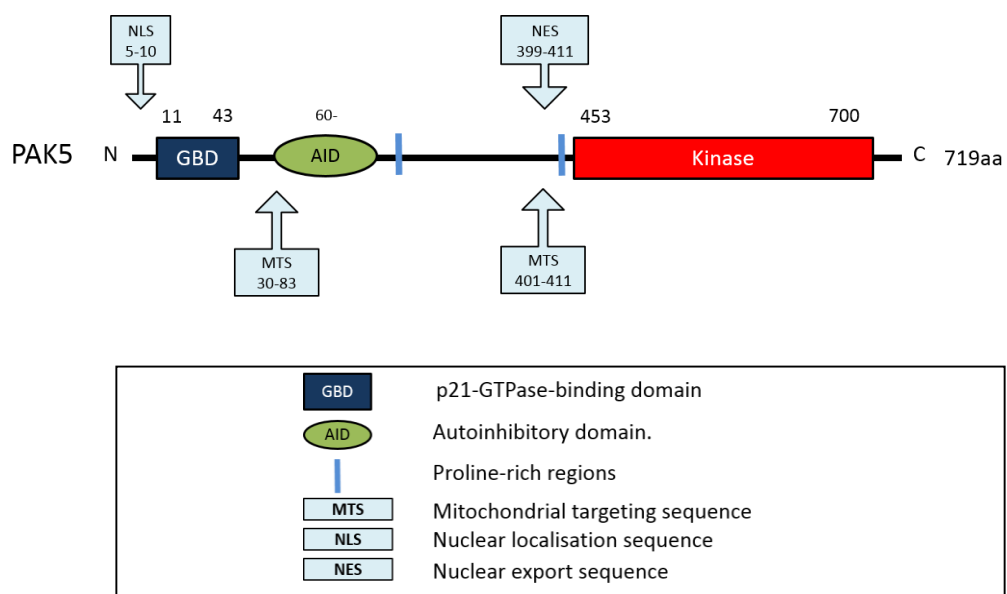 NLS
5-10
NES
399-411
11
43
60-
453
700
PAK5
N
GBD
AID
Kinase
C
719aa
MTS
30-83
MTS
401-411
GBD
p21-GTPase-binding domain
AID
Autoinhibitory domain.
Proline-rich regions
MTS
Mitochondrial targeting sequence
NLS
Nuclear localisation sequence
NES
Nuclear export sequence